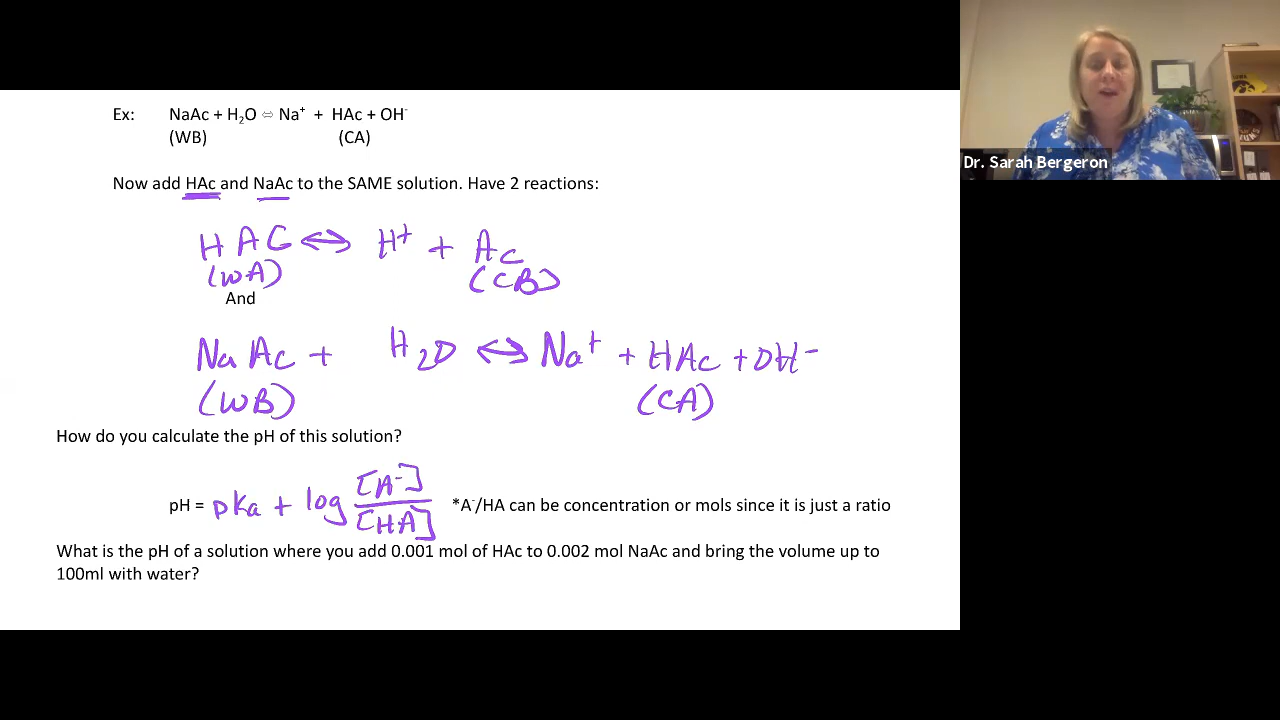 Ex: NaAc + H₂O ⇔ Na⁺ + HAc + OH⁻
(WB) (CA)
Now add HAc and NaAc to the SAME solution. Have 2 reactions:
HAC ⇔ H⁺ + Ac
(WA) (CB)
And
NaAc + H₂O ⇔ Na⁺ + HAc + OH⁻
(WB) (CA)
How do you calculate the pH of this solution?
pH = pKa + log [A⁻]/[HA] *A⁻/HA can be concentration or mols since it is just a ratio
What is the pH of a solution where you add 0.001 mol of HAc to 0.002 mol NaAc and bring the volume up to
100ml with water?
Dr. Sarah Bergeron